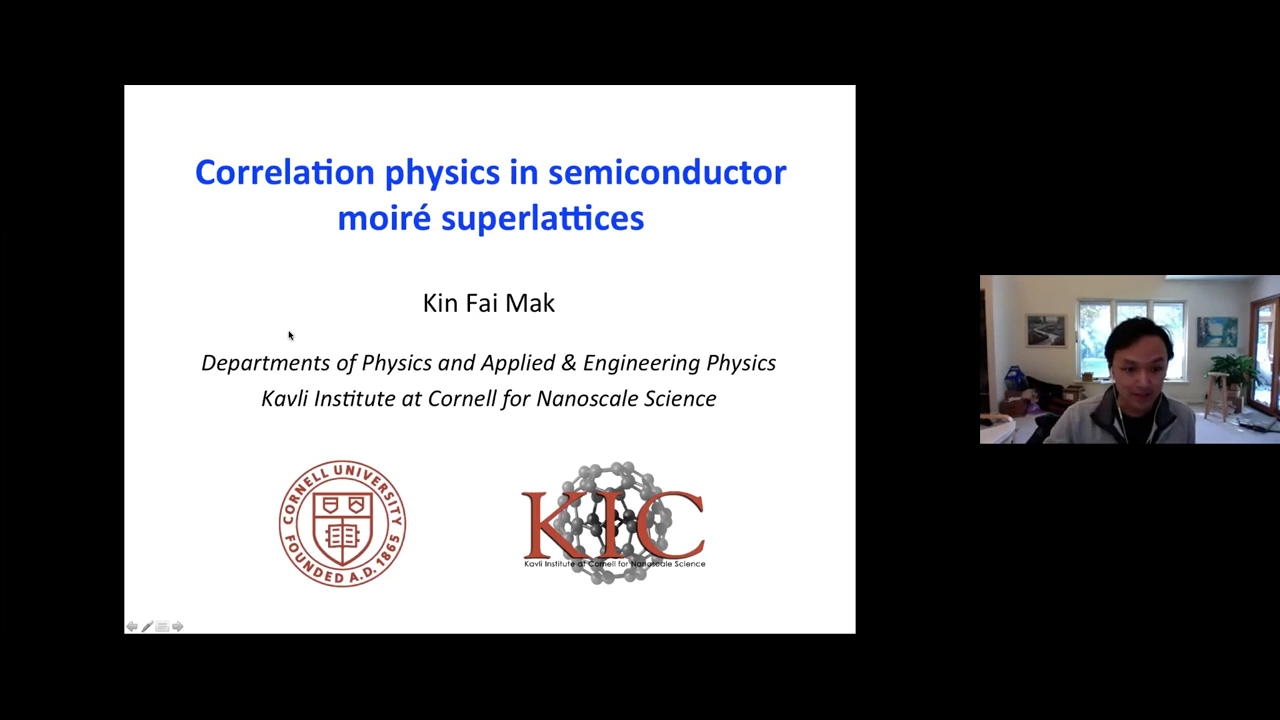 Correlation physics in semiconductor
moiré superlattices
Kin Fai Mak
Departments of Physics and Applied & Engineering Physics
Kavli Institute at Cornell for Nanoscale Science
CORNELL UNIVERSITY
FOUNDED A.D. 1865
KIC
Kavli Institute at Cornell for Nanoscale Science